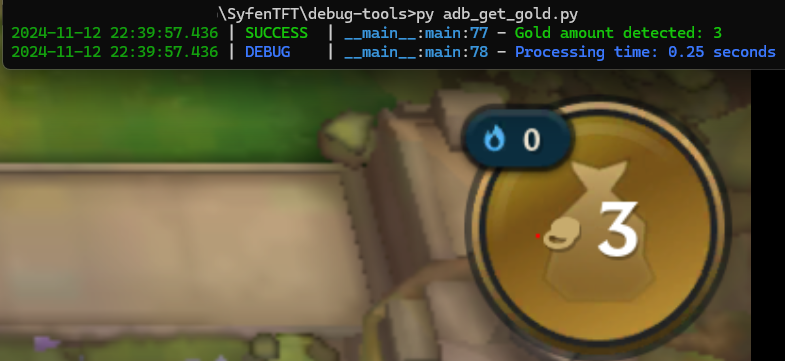 \SyfenTFT\debug-tools>py adb_get_gold.py
2024-11-12 22:39:57.436 | SUCCESS  | __main__:main:77 - Gold amount detected: 3
2024-11-12 22:39:57.436 | DEBUG    | __main__:main:78 - Processing time: 0.25 seconds
0
3